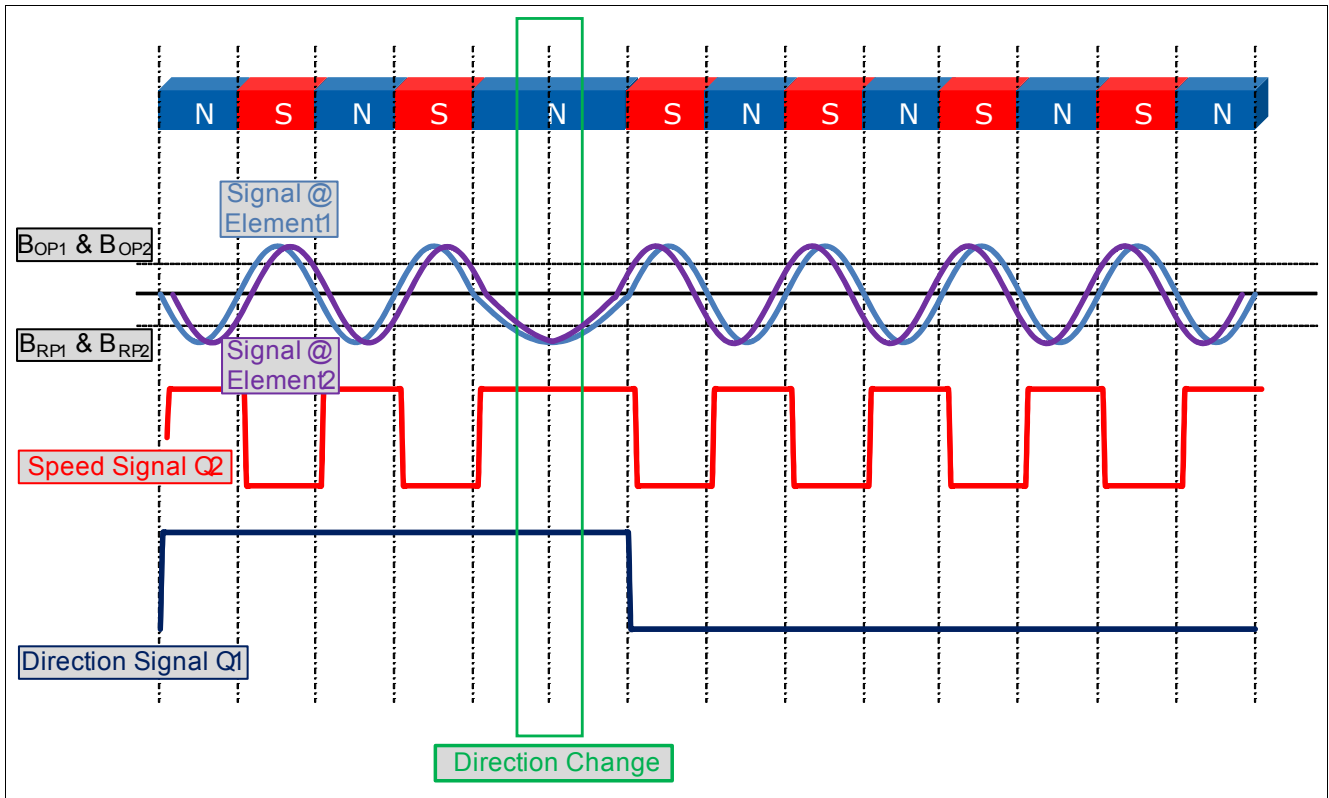 N S N S N S N S N S N S N
Signal @
Element1
BOP1 & BOP2
BRP1 & BRP2
Signal @
Element2
Speed Signal Q2
Direction Signal Q1
Direction Change